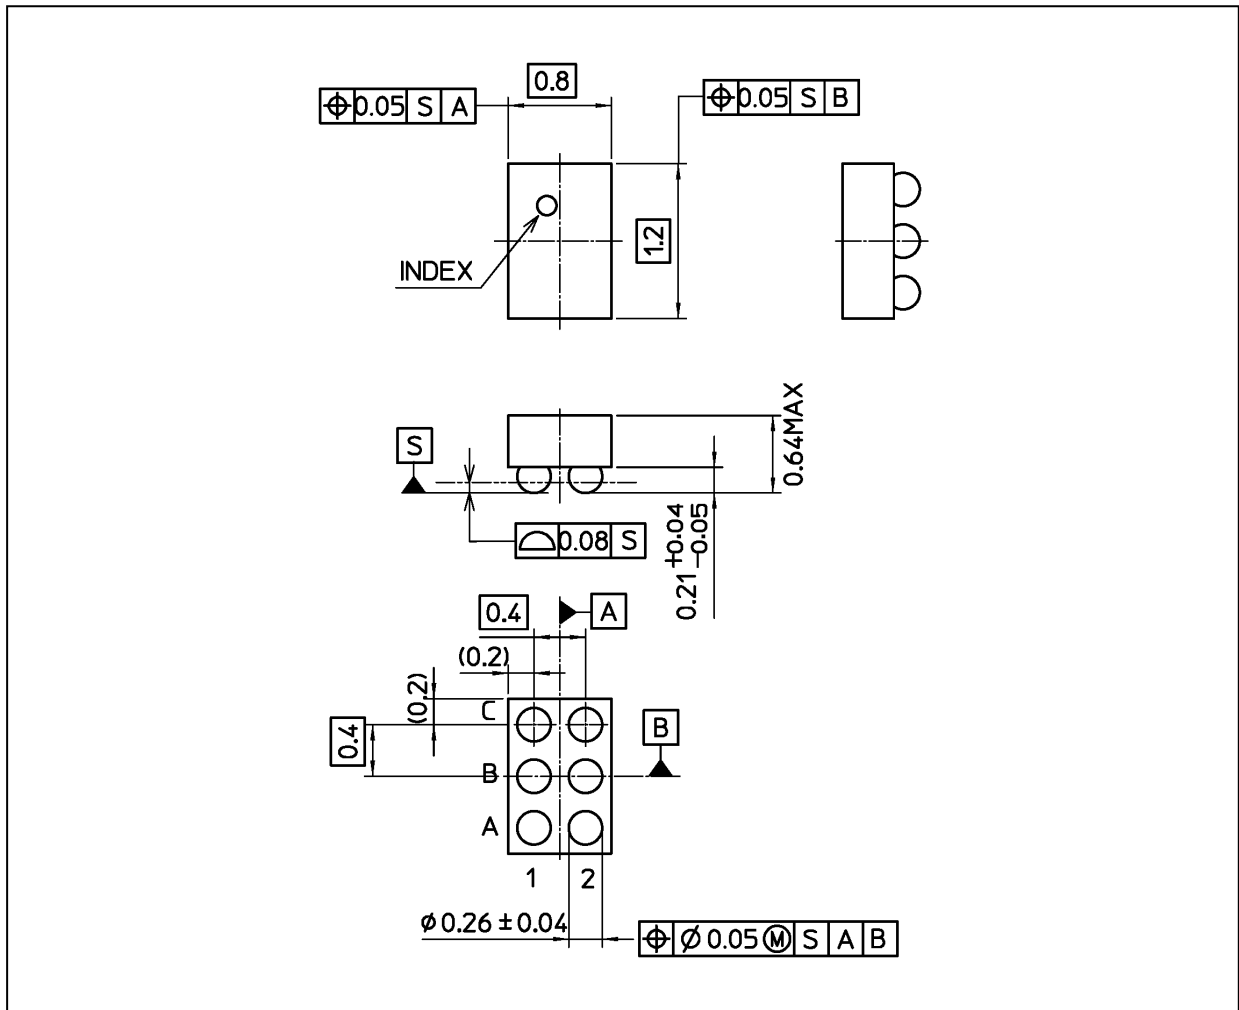 0.8
⌖ 0.05 S A
⌖ 0.05 S B
1.2
INDEX
S
0.64MAX
⌓ 0.08 S
0.21 +0.04 -0.05
0.4
A
(0.2)
(0.2)
C
0.4
B
B
A
1 2
ø 0.26 ± 0.04
⌖ Ø 0.05 Ⓜ S A B